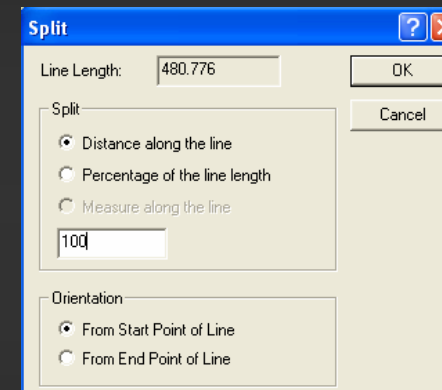 Split
Line Length: 480.776
OK
Split
Cancel
Distance along the line
Percentage of the line length
Measure along the line
100
Orientation
From Start Point of Line
From End Point of Line